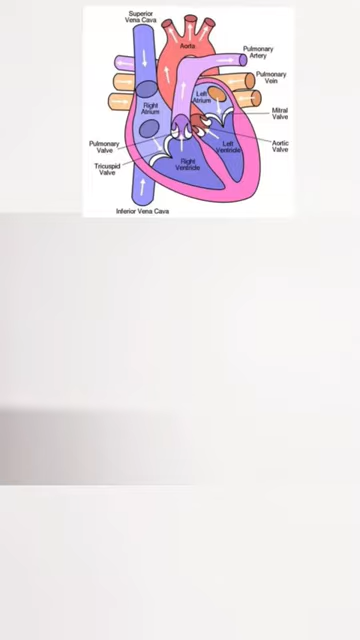 Superior
Vena Cava
Aorta
Pulmonary
Artery
Pulmonary
Vein
Left
Atrium
Right
Atrium
Mitral
Valve
Pulmonary
Valve
Aortic
Valve
Left
Ventricle
Right
Ventricle
Tricuspid
Valve
Inferior Vena Cava